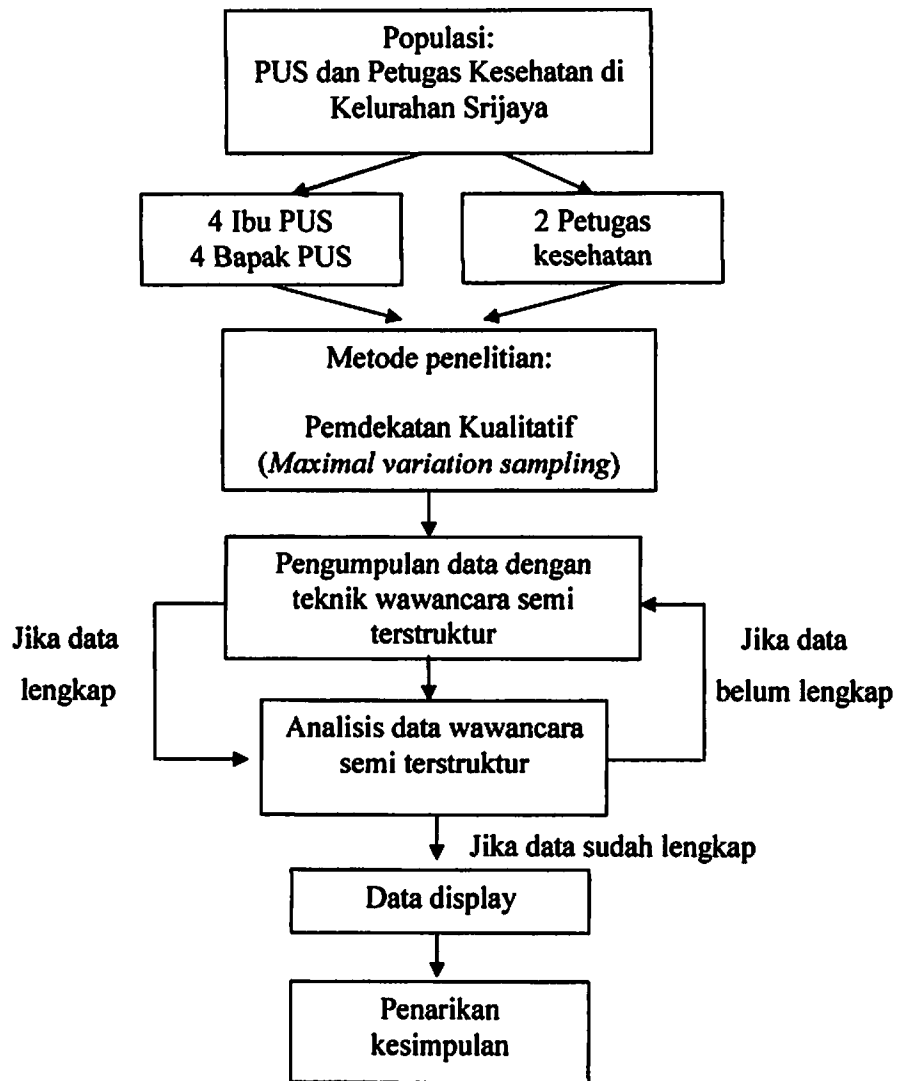 Populasi:
PUS dan Petugas Kesehatan di
Kelurahan Srijaya
4 Ibu PUS
4 Bapak PUS
2 Petugas
kesehatan
Metode penelitian:
Pemdekatan Kualitatif
(Maximal variation sampling)
Pengumpulan data dengan
teknik wawancara semi
terstruktur
Jika data
lengkap
Jika data
belum lengkap
Analisis data wawancara
semi terstruktur
Jika data sudah lengkap
Data display
Penarikan
kesimpulan